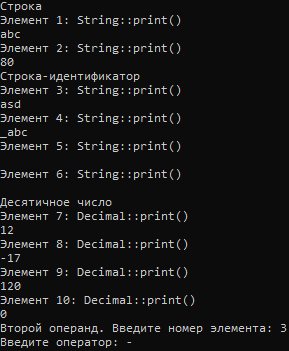 Строка
Элемент 1: String::print()
abc
Элемент 2: String::print()
80
Строка-идентификатор
Элемент 3: String::print()
asd
Элемент 4: String::print()
_abc
Элемент 5: String::print()
Элемент 6: String::print()
Десятичное число
Элемент 7: Decimal::print()
12
Элемент 8: Decimal::print()
-17
Элемент 9: Decimal::print()
120
Элемент 10: Decimal::print()
0
Второй операнд. Введите номер элемента: 3
Введите оператор: -